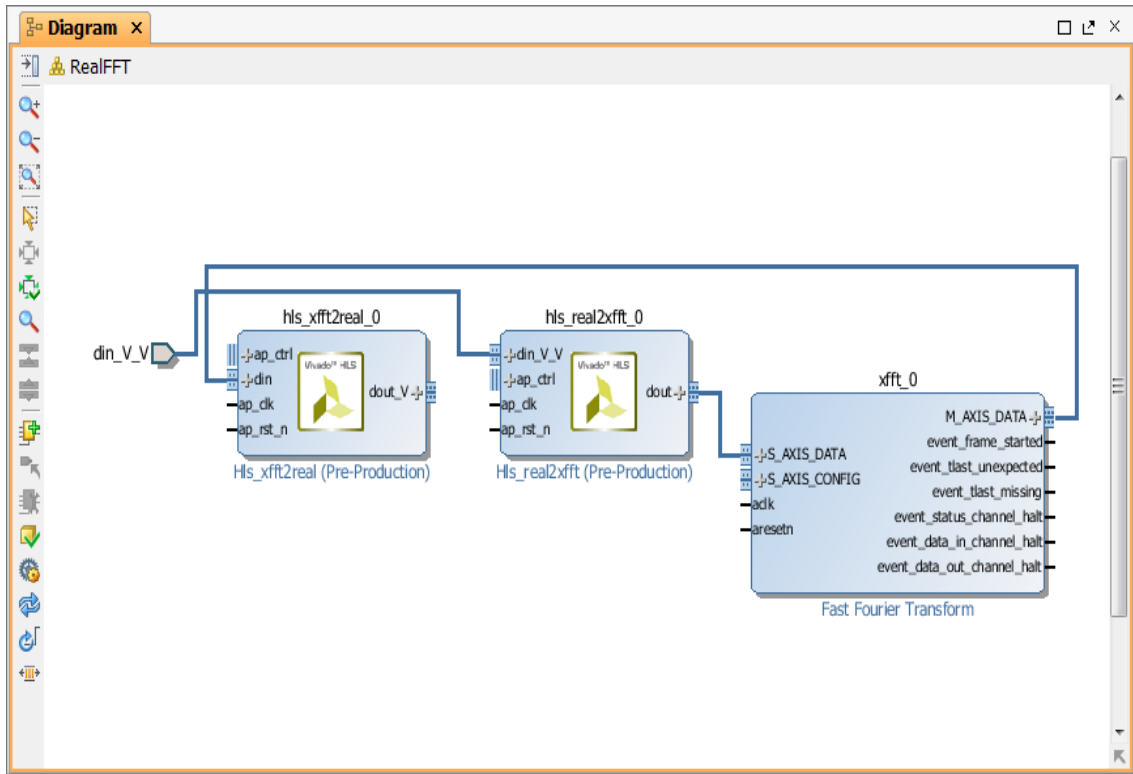 Diagram
RealFFT
din_V_V
hls_xfft2real_0
ap_ctrl
din
ap_clk
ap_rst_n
Vivado™ HLS
dout_V
Hls_xfft2real (Pre-Production)
hls_real2xfft_0
din_V_V
ap_ctrl
ap_clk
ap_rst_n
Vivado™ HLS
dout
Hls_real2xfft (Pre-Production)
xfft_0
S_AXIS_DATA
S_AXIS_CONFIG
aclk
aresetn
M_AXIS_DATA
event_frame_started
event_tlast_unexpected
event_tlast_missing
event_status_channel_halt
event_data_in_channel_halt
event_data_out_channel_halt
Fast Fourier Transform